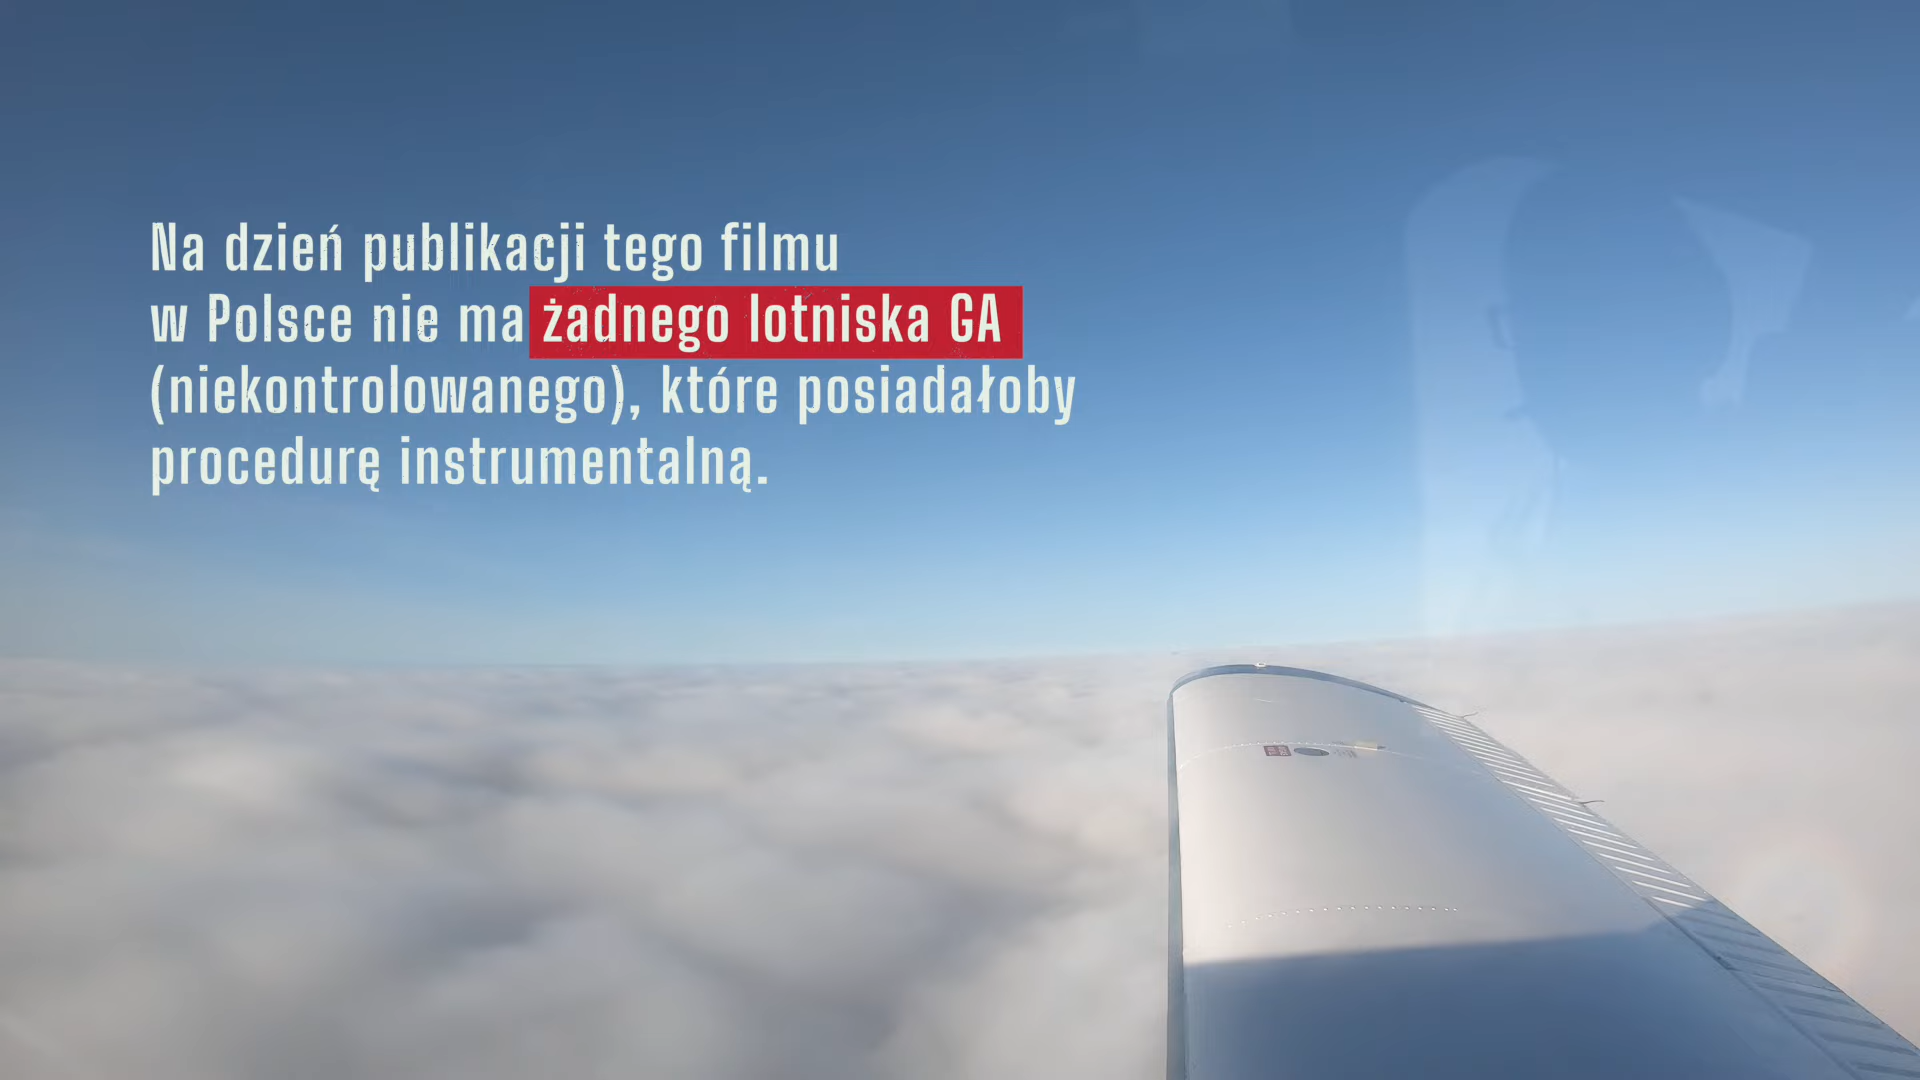 Na dzień publikacji tego filmu
w Polsce nie ma żadnego lotniska GA
(niekontrolowanego), które posiadałoby
procedurę instrumentalną.